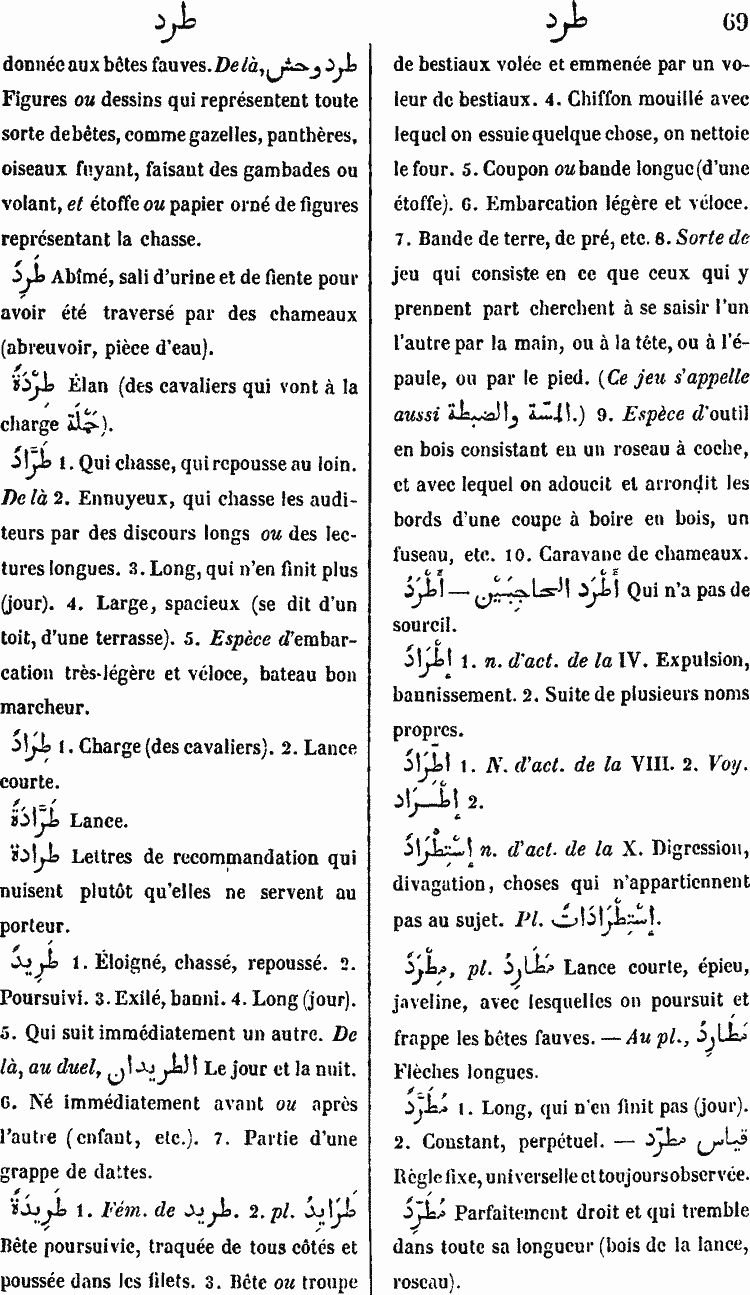 طرد
طرد 69
donnée aux bêtes fauves. De là, طرد وحش
Figures ou dessins qui représentent toute
sorte de bêtes, comme gazelles, panthères,
oiseaux fuyant, faisant des gambades ou
volant, et étoffe ou papier orné de figures
représentant la chasse.
طَرِدٌ Abîmé, sali d'urine et de fiente pour
avoir été traversé par des chameaux
(abreuvoir, pièce d'eau).
طِرْدَةٌ Élan (des cavaliers qui vont à la
charge حَمْلَة).
طَرَّادٌ 1. Qui chasse, qui repousse au loin.
De là 2. Ennuyeux, qui chasse les audi-
teurs par des discours longs ou des lec-
tures longues. 3. Long, qui n'en finit plus
(jour). 4. Large, spacieux (se dit d'un
toit, d'une terrasse). 5. Espèce d'embar-
cation très-légère et véloce, bateau bon
marcheur.
طِرَادٌ 1. Charge (des cavaliers). 2. Lance
courte.
طَرَّادَةٌ Lance.
طرادة Lettres de recommandation qui
nuisent plutôt qu'elles ne servent au
porteur.
طَرِيدٌ 1. Éloigné, chassé, repoussé. 2.
Poursuivi. 3. Exilé, banni. 4. Long (jour).
5. Qui suit immédiatement un autre. De
là, au duel, الطريدان Le jour et la nuit.
6. Né immédiatement avant ou après
l'autre (enfant, etc.). 7. Partie d'une
grappe de dattes.
طَرِيدَةٌ 1. Fém. de طريد. 2. pl. طَرَايِدُ
Bête poursuivie, traquée de tous côtés et
poussée dans les filets. 3. Bête ou troupe
de bestiaux volée et emmenée par un vo-
leur de bestiaux. 4. Chiffon mouillé avec
lequel on essuie quelque chose, on nettoie
le four. 5. Coupon ou bande longue (d'une
étoffe). 6. Embarcation légère et véloce.
7. Bande de terre, de pré, etc. 8. Sorte de
jeu qui consiste en ce que ceux qui y
prennent part cherchent à se saisir l'un
l'autre par la main, ou à la tête, ou à l'é-
paule, ou par le pied. (Ce jeu s'appelle
aussi المسّة والضبطة.) 9. Espèce d'outil
en bois consistant en un roseau à coche,
et avec lequel on adoucit et arrondit les
bords d'une coupe à boire en bois, un
fuseau, etc. 10. Caravane de chameaux.
أَطْرَدُ — أَطْرَد الحاجِبَيْن Qui n'a pas de
sourcil.
إِطْرَادٌ 1. n. d'act. de la IV. Expulsion,
bannissement. 2. Suite de plusieurs noms
propres.
اطِّرَادٌ 1. N. d'act. de la VIII. 2. Voy.
إِطْرَاد 2.
إِسْتِطْرَادٌ n. d'act. de la X. Digression,
divagation, choses qui n'appartiennent
pas au sujet. Pl. إِسْتِطْرَادَاتٌ.
مِطْرَدٌ, pl. مَطَارِدُ Lance courte, épieu,
javeline, avec lesquelles on poursuit et
frappe les bêtes fauves. — Au pl., مَطَارِدُ
Flèches longues.
مُطَرَّدٌ 1. Long, qui n'en finit pas (jour).
2. Constant, perpétuel. — قياس مطرّد
Règle fixe, universelle et toujours observée.
مُطَّرِدٌ Parfaitement droit et qui tremble
dans toute sa longueur (bois de la lance,
roseau).